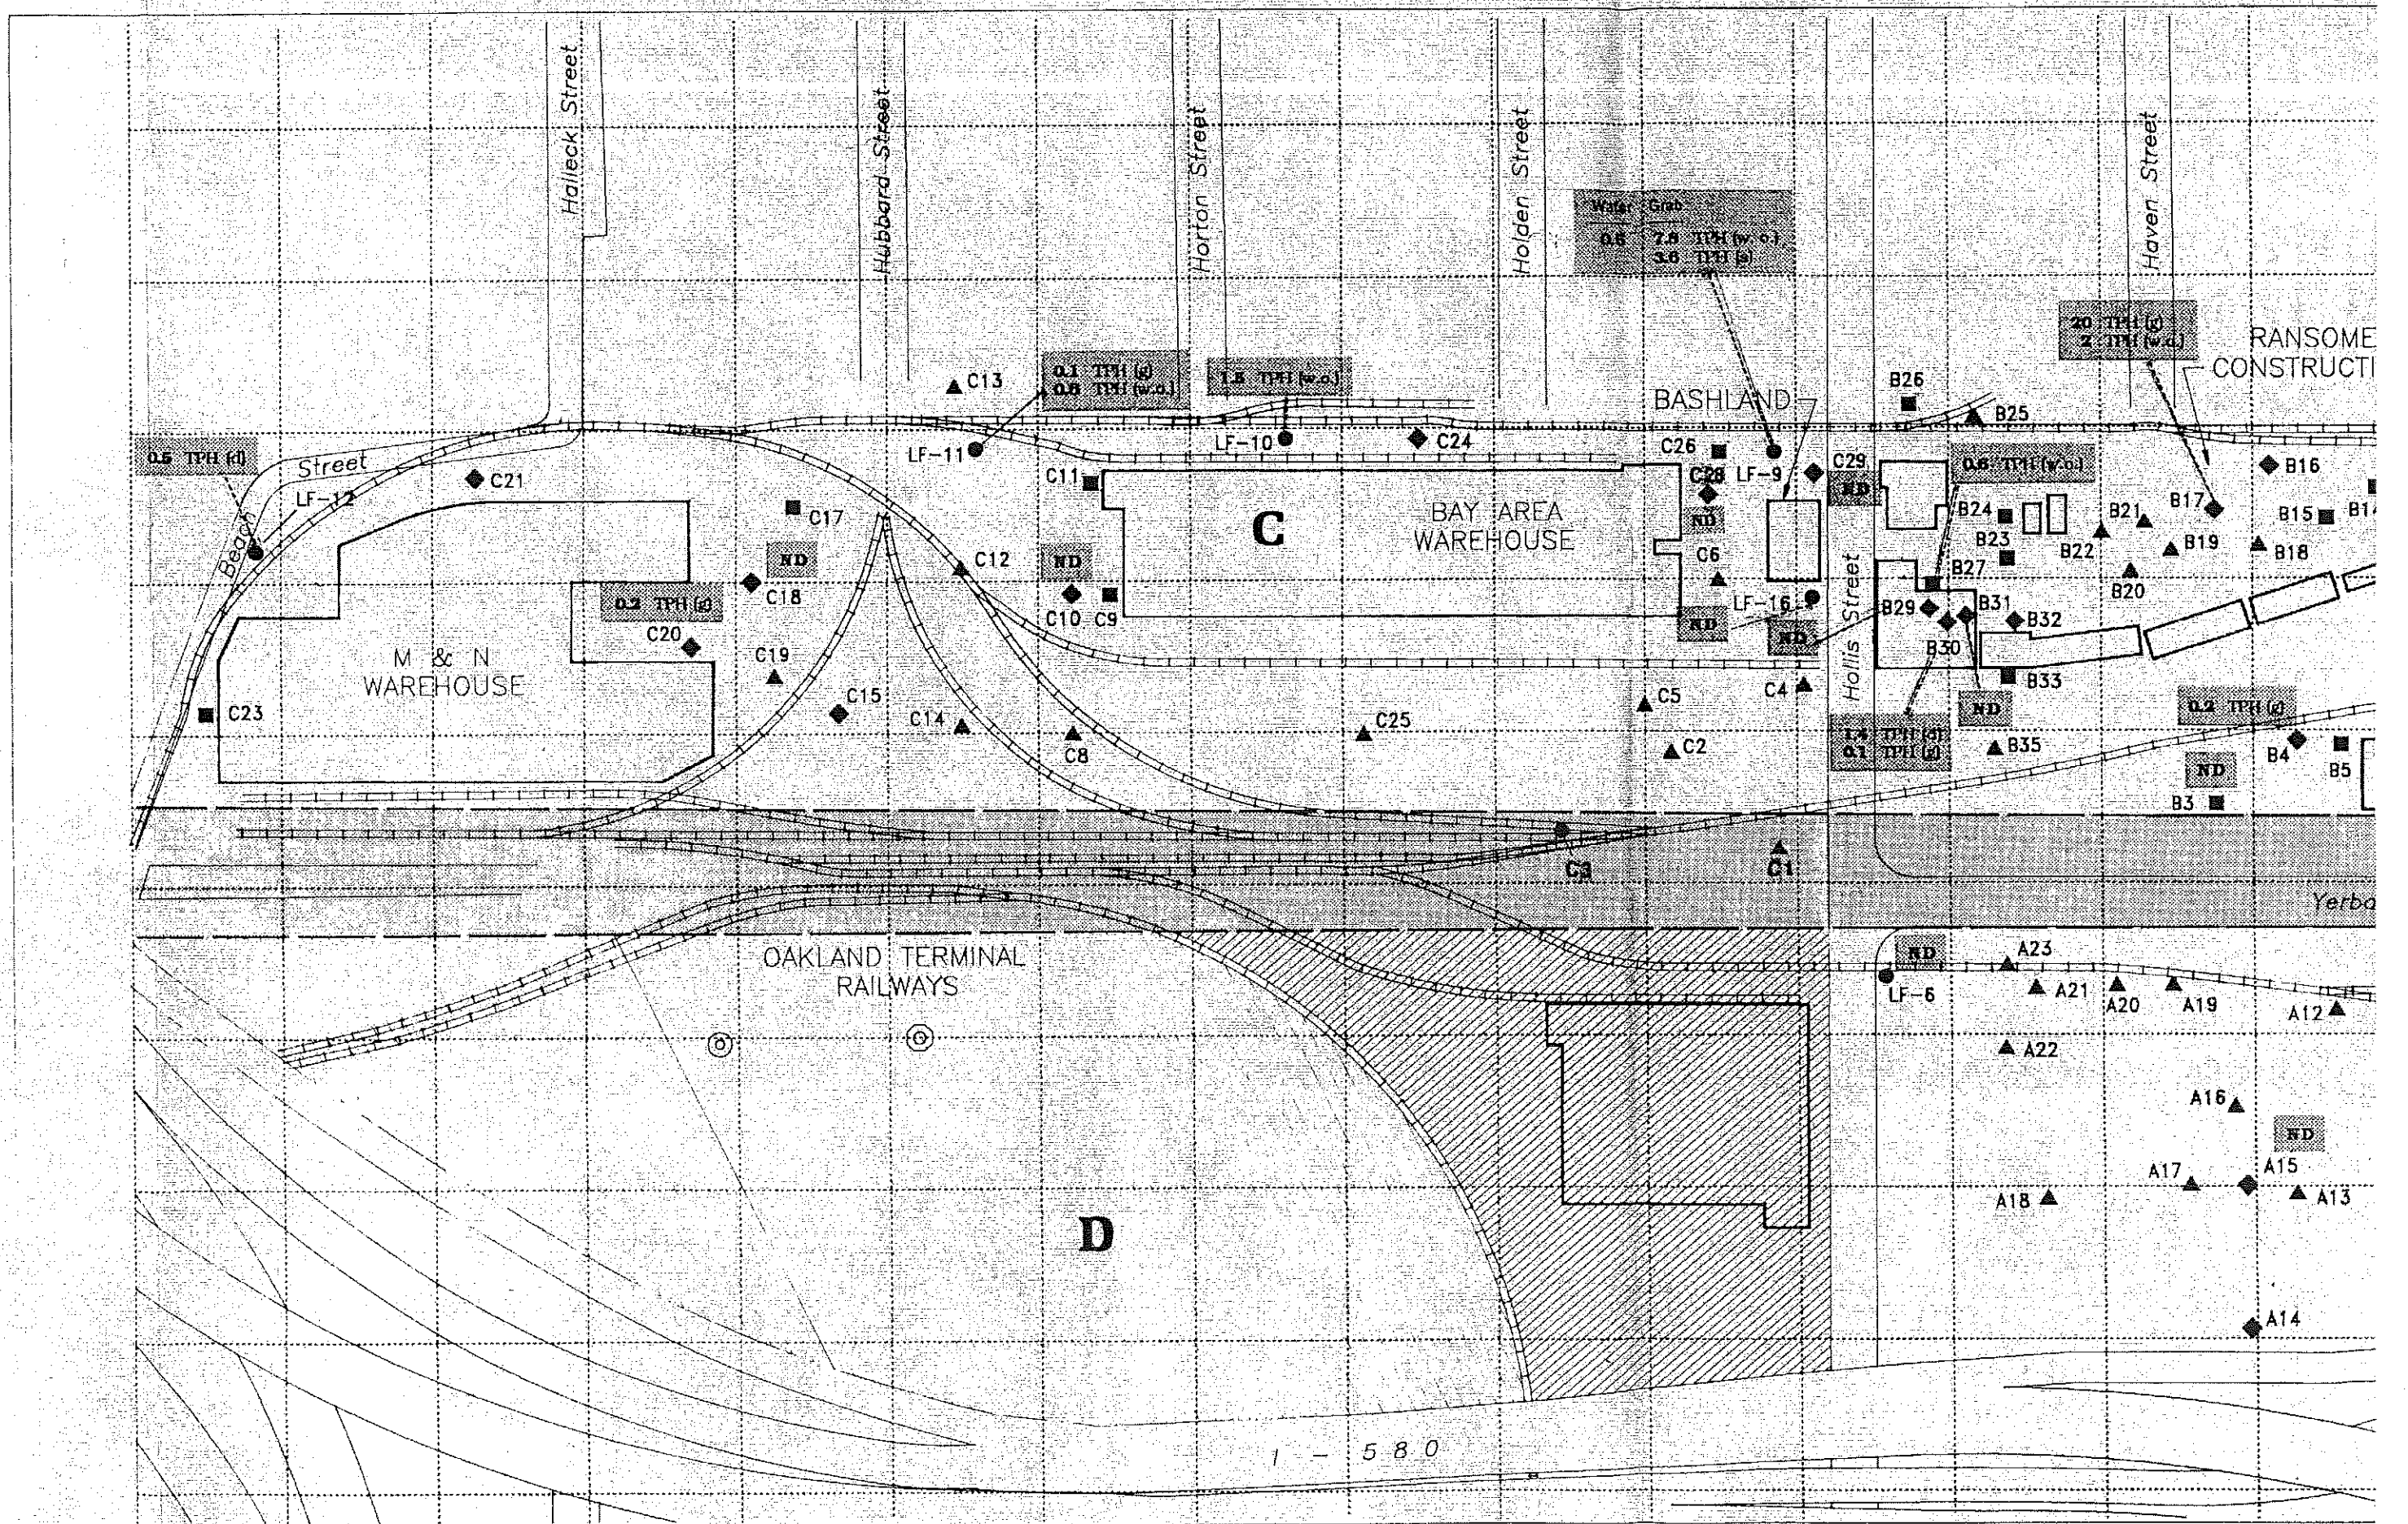 Halleck Street
Hubbard Street
Horton Street
Holden Street
Haven Street
Water Grab
0.5 7.8 TPH (w.o.)
3.6 TPH (g)
20 TPH (g)
2 TPH (w.o.)
RANSOME
CONSTRUCTI
0.1 TPH (g)
0.8 TPH (w.o.)
1.5 TPH (w.o.)
C13
BASHLAND
B26
B25
0.5 TPH (d)
Beach Street
LF-12
LF-11
LF-10
C24
C26
LF-9
C29
ND
0.6 TPH (w.o.)
B16
C21
C11
C28
ND
C17
ND
C18
C12
ND
C10
C9
C
BAY AREA
WAREHOUSE
C6
LF-16
ND
ND
B24
B23
B22
B21
B20
B19
B18
B17
B15
B14
B27
B29
B30
B31
B32
B33
Hollis Street
0.2 TPH (g)
C20
M & N
WAREHOUSE
C19
C15
C14
C8
C25
C5
C4
C2
C23
1.4 TPH (d)
0.1 TPH (g)
ND
B35
0.2 TPH (g)
B4
B5
ND
B3
C3
C1
Yerba
OAKLAND TERMINAL
RAILWAYS
ND
LF-6
A23
A21
A20
A19
A12
A22
A16
ND
A15
A17
A13
A18
D
A14
I - 580